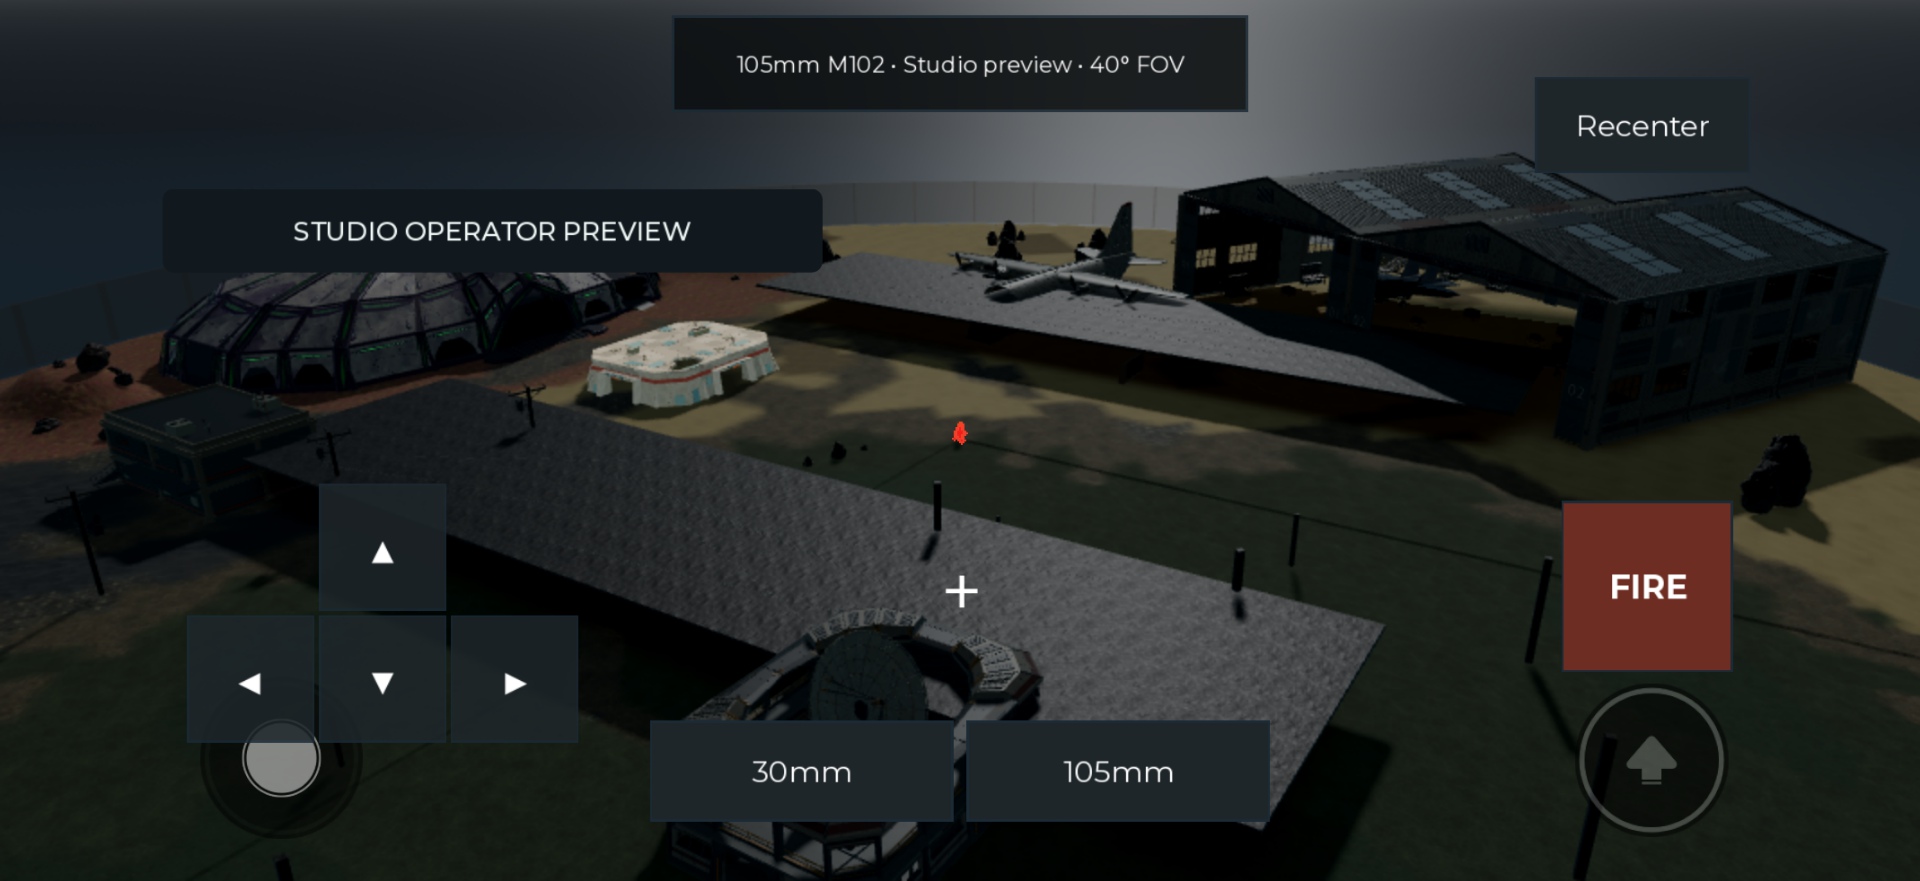 105mm M102 • Studio preview • 40° FOV
Recenter
STUDIO OPERATOR PREVIEW
FIRE
30mm
105mm